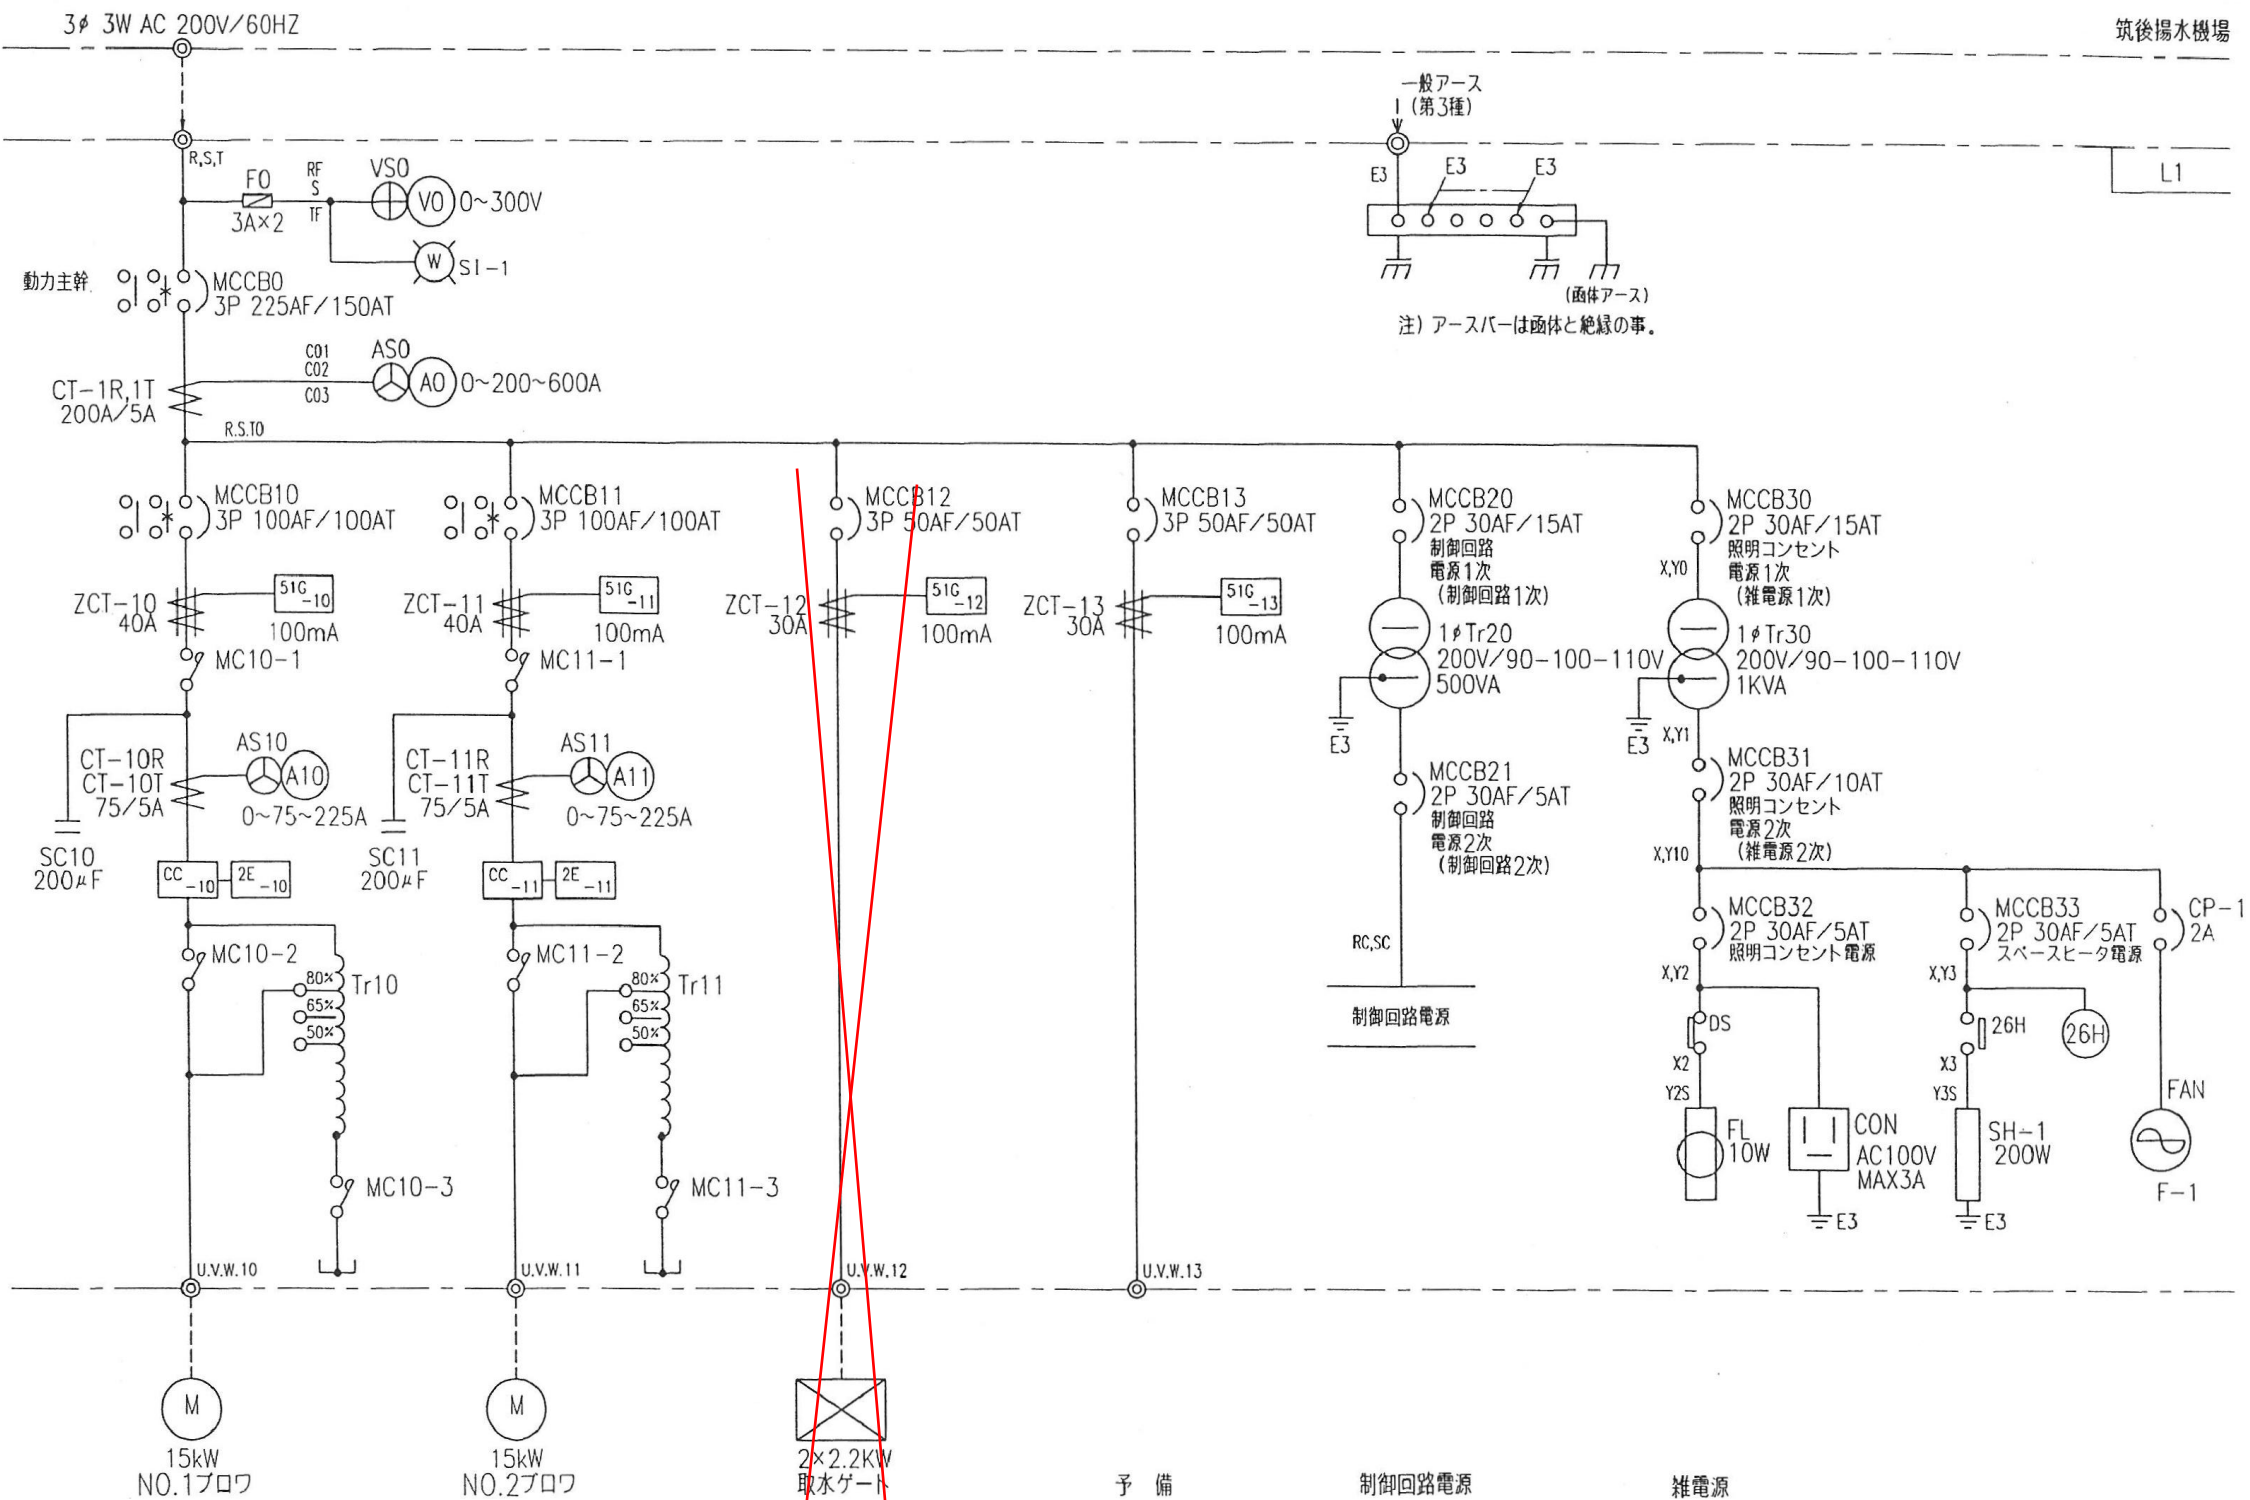 3φ 3W AC 200V/60HZ
筑後揚水機場
一般アース
(第3種)
R,S,T
F0
3A×2
RF
S
TF
VS0
V0
0~300V
W
SI-1
E3
E3
E3
L1
動力主幹
MCCB0
3P 225AF/150AT
(函体アース)
注) アースバーは函体と絶縁の事。
CT-1R,1T
200A/5A
C01
C02
C03
AS0
A0
0~200~600A
R.S.T0
MCCB10
3P 100AF/100AT
MCCB11
3P 100AF/100AT
MCCB12
3P 50AF/50AT
MCCB13
3P 50AF/50AT
MCCB20
2P 30AF/15AT
制御回路
電源1次
(制御回路1次)
MCCB30
2P 30AF/15AT
照明コンセント
電源1次
(雑電源1次)
X,Y0
ZCT-10
40A
51G
-10
100mA
ZCT-11
40A
51G
-11
100mA
ZCT-12
30A
51G
-12
100mA
ZCT-13
30A
51G
-13
100mA
MC10-1
MC11-1
1φTr20
200V/90-100-110V
500VA
E3
1φTr30
200V/90-100-110V
1KVA
E3
X,Y1
CT-10R
CT-10T
75/5A
AS10
A10
0~75~225A
CT-11R
CT-11T
75/5A
AS11
A11
0~75~225A
MCCB21
2P 30AF/5AT
制御回路
電源2次
(制御回路2次)
MCCB31
2P 30AF/10AT
照明コンセント
電源2次
(雑電源2次)
X,Y10
SC10
200μF
CC
-10
2E
-10
SC11
200μF
CC
-11
2E
-11
MCCB32
2P 30AF/5AT
照明コンセント電源
MCCB33
2P 30AF/5AT
スペースヒータ電源
CP-1
2A
MC10-2
80%
65%
50%
Tr10
MC11-2
80%
65%
50%
Tr11
RC,SC
制御回路電源
X,Y2
DS
X2
Y2S
X,Y3
26H
26H
X3
Y3S
FL
10W
CON
AC100V
MAX3A
E3
SH-1
200W
E3
FAN
F-1
MC10-3
MC11-3
U.V.W.10
U.V.W.11
U.V.W.12
U.V.W.13
M
15kW
NO.1ブロワ
M
15kW
NO.2ブロワ
2×2.2KW
取水ゲート
予 備
制御回路電源
雑電源